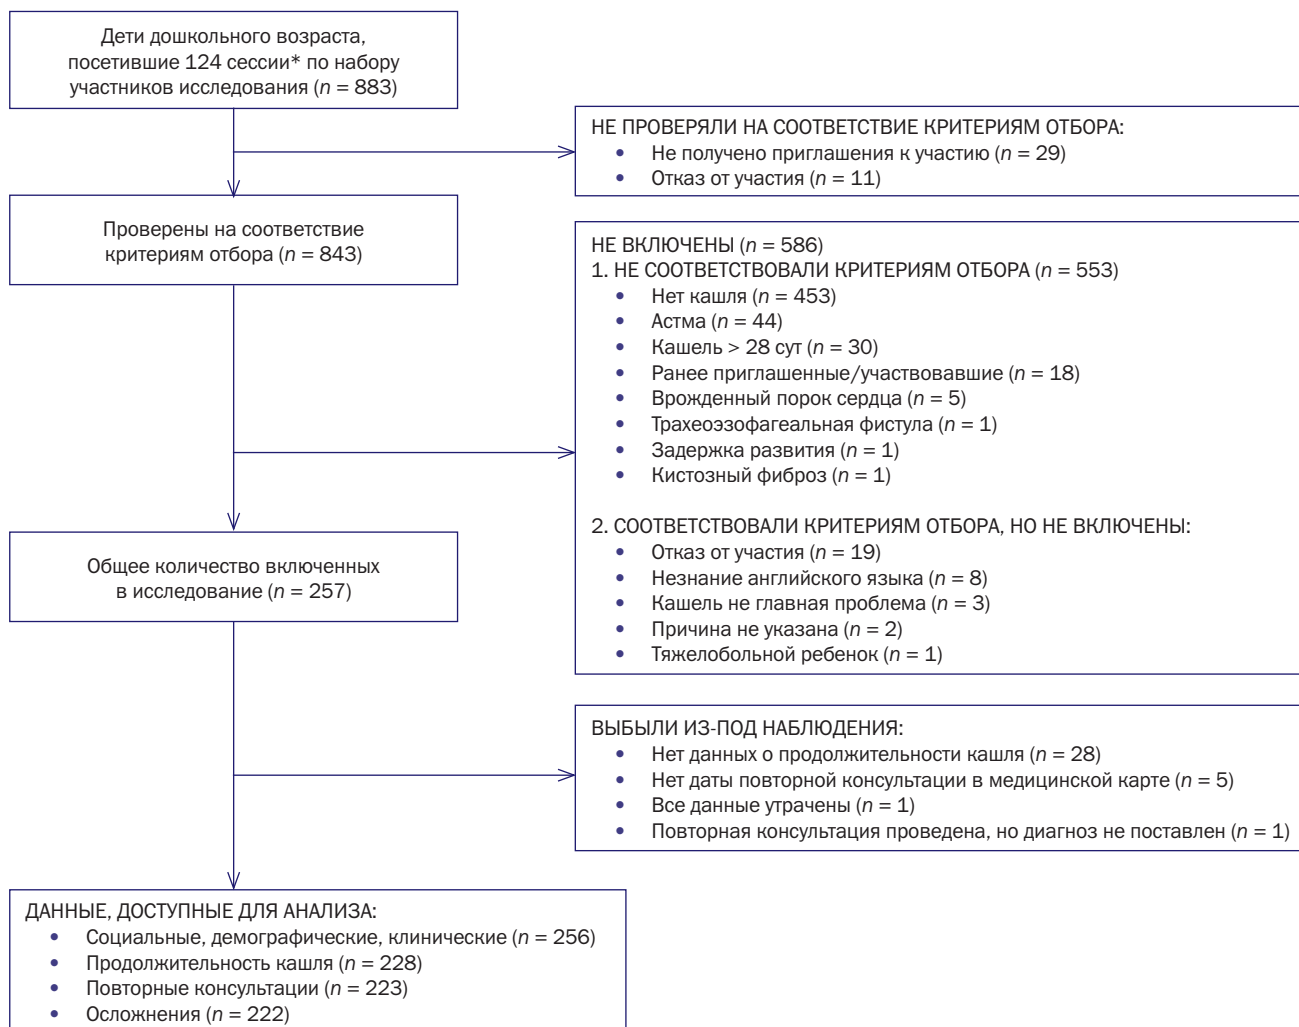 Дети дошкольного возраста,
посетившие 124 сессии* по набору
участников исследования (n = 883)
НЕ ПРОВЕРЯЛИ НА СООТВЕТСТВИЕ КРИТЕРИЯМ ОТБОРА:
• Не получено приглашения к участию (n = 29)
• Отказ от участия (n = 11)
Проверены на соответствие
критериям отбора (n = 843)
НЕ ВКЛЮЧЕНЫ (n = 586)
1. НЕ СООТВЕТСТВОВАЛИ КРИТЕРИЯМ ОТБОРА (n = 553)
• Нет кашля (n = 453)
• Астма (n = 44)
• Кашель > 28 сут (n = 30)
• Ранее приглашенные/участвовавшие (n = 18)
• Врожденный порок сердца (n = 5)
• Трахеоэзофагеальная фистула (n = 1)
• Задержка развития (n = 1)
• Кистозный фиброз (n = 1)
2. СООТВЕТСТВОВАЛИ КРИТЕРИЯМ ОТБОРА, НО НЕ ВКЛЮЧЕНЫ:
• Отказ от участия (n = 19)
• Незнание английского языка (n = 8)
• Кашель не главная проблема (n = 3)
• Причина не указана (n = 2)
• Тяжелобольной ребенок (n = 1)
Общее количество включенных
в исследование (n = 257)
ВЫБЫЛИ ИЗ-ПОД НАБЛЮДЕНИЯ:
• Нет данных о продолжительности кашля (n = 28)
• Нет даты повторной консультации в медицинской карте (n = 5)
• Все данные утрачены (n = 1)
• Повторная консультация проведена, но диагноз не поставлен (n = 1)
ДАННЫЕ, ДОСТУПНЫЕ ДЛЯ АНАЛИЗА:
• Социальные, демографические, клинические (n = 256)
• Продолжительность кашля (n = 228)
• Повторные консультации (n = 223)
• Осложнения (n = 222)